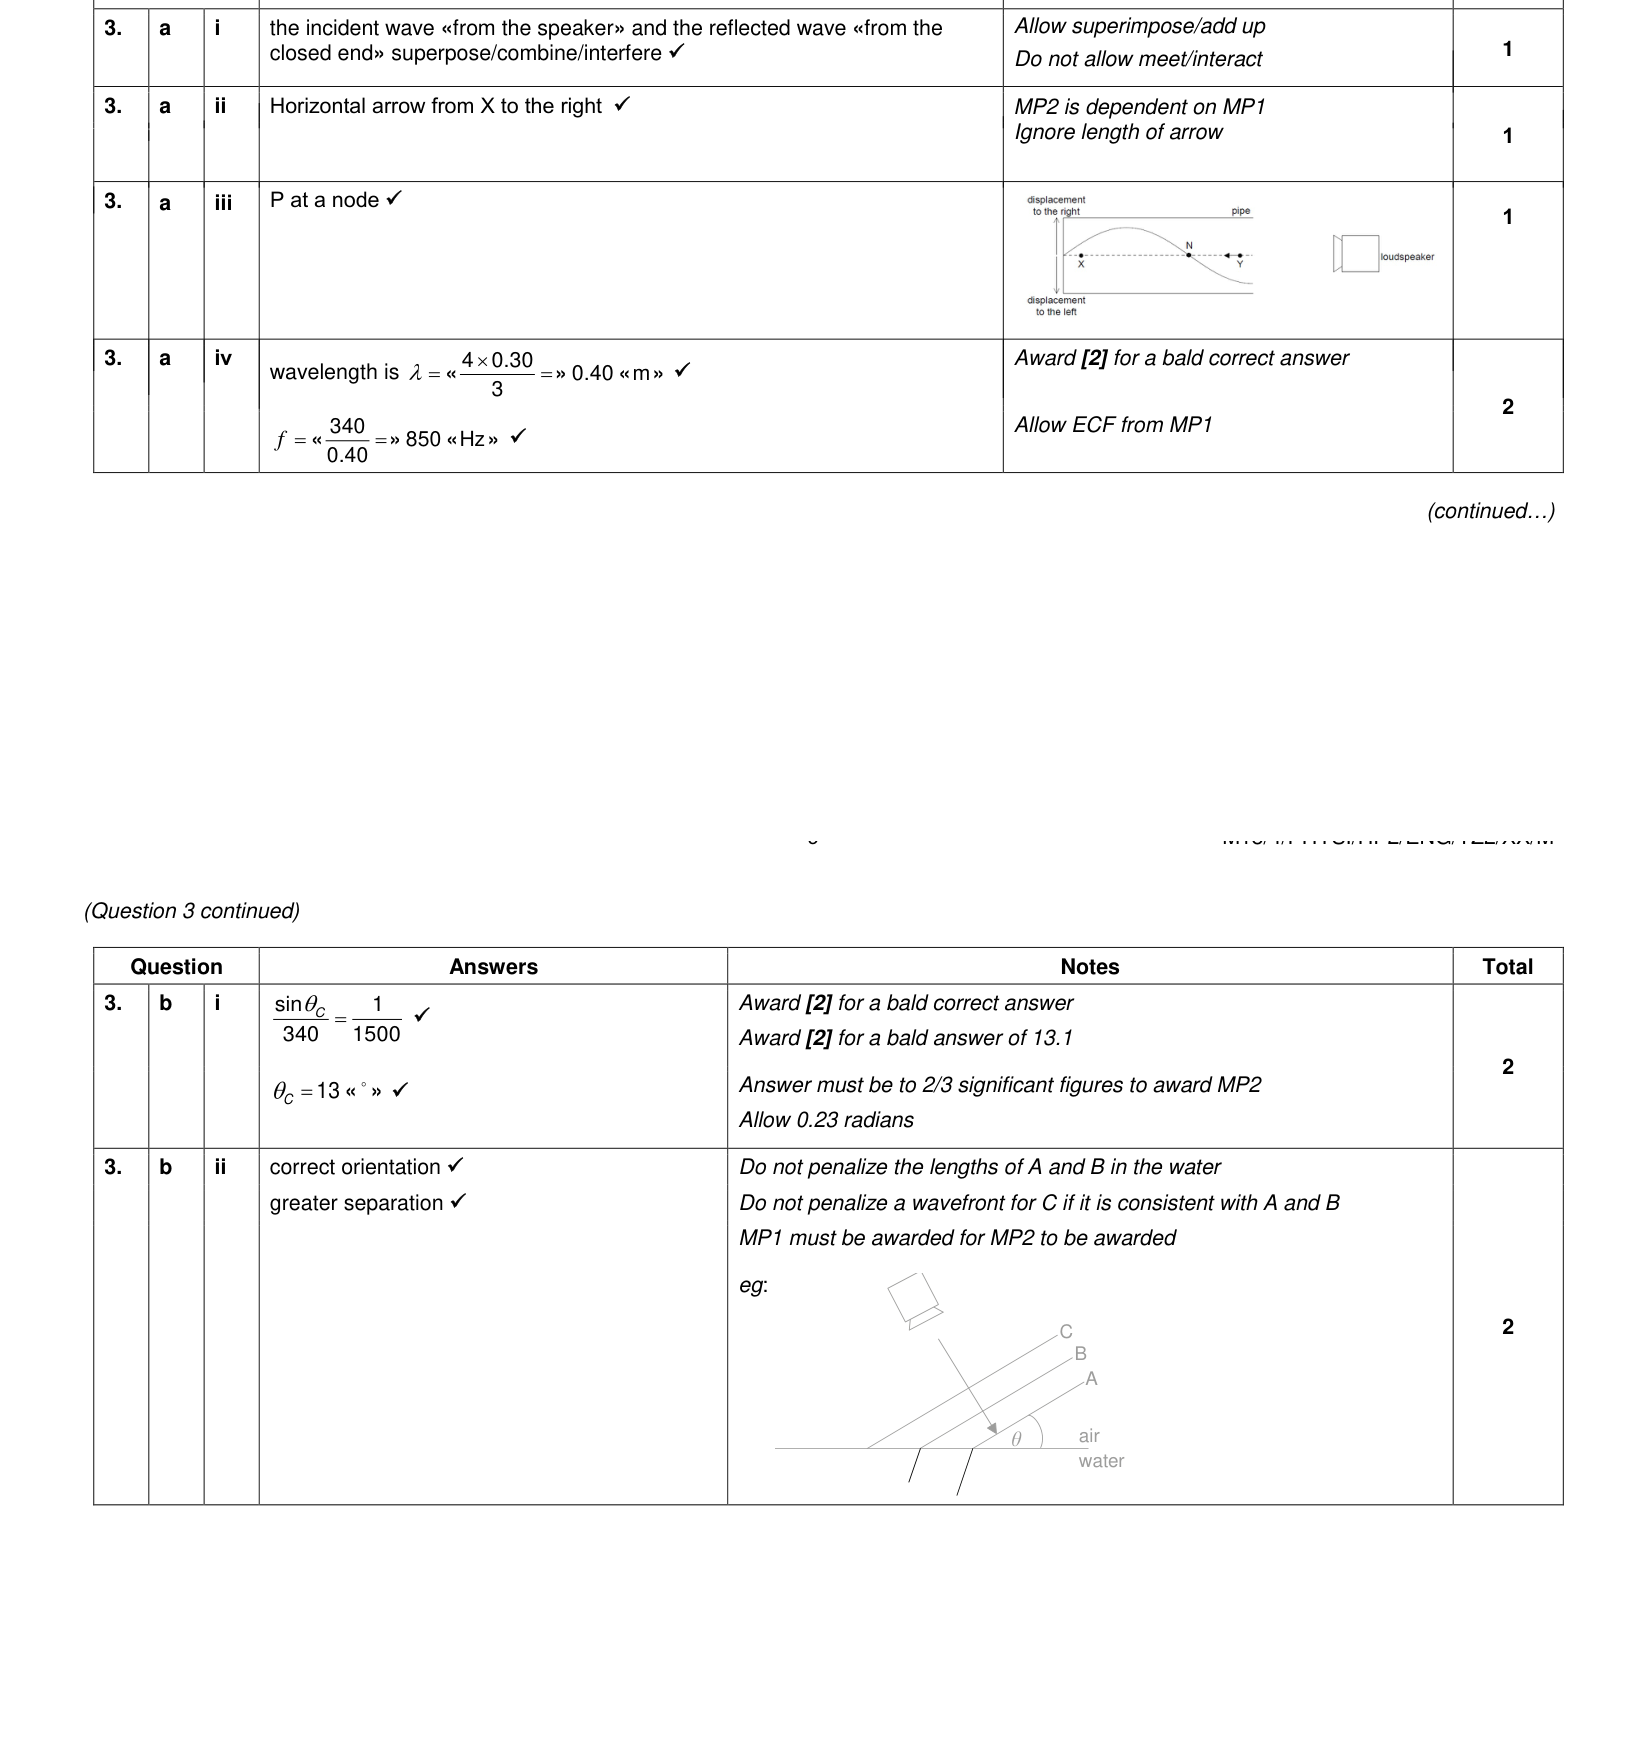 3. a i the incident wave «from the speaker» and the reflected wave «from the
closed end» superpose/combine/interfere ✓
Allow superimpose/add up
Do not allow meet/interact
1
3. a ii Horizontal arrow from X to the right ✓
MP2 is dependent on MP1
Ignore length of arrow
1
3. a iii P at a node ✓
displacement
to the right
pipe
N
X
Y
loudspeaker
displacement
to the left
1
3. a iv wavelength is λ = «(4 × 0.30)/3 =» 0.40 «m» ✓
Award [2] for a bald correct answer
f = «340/0.40 =» 850 «Hz» ✓
Allow ECF from MP1
2
(continued…)
(Question 3 continued)
Question Answers Notes Total
3. b i sinθC/340 = 1/1500 ✓
θC = 13 «°» ✓
Award [2] for a bald correct answer
Award [2] for a bald answer of 13.1
Answer must be to 2/3 significant figures to award MP2
Allow 0.23 radians
2
3. b ii correct orientation ✓
greater separation ✓
Do not penalize the lengths of A and B in the water
Do not penalize a wavefront for C if it is consistent with A and B
MP1 must be awarded for MP2 to be awarded
eg:
C
B
A
θ
air
water
2